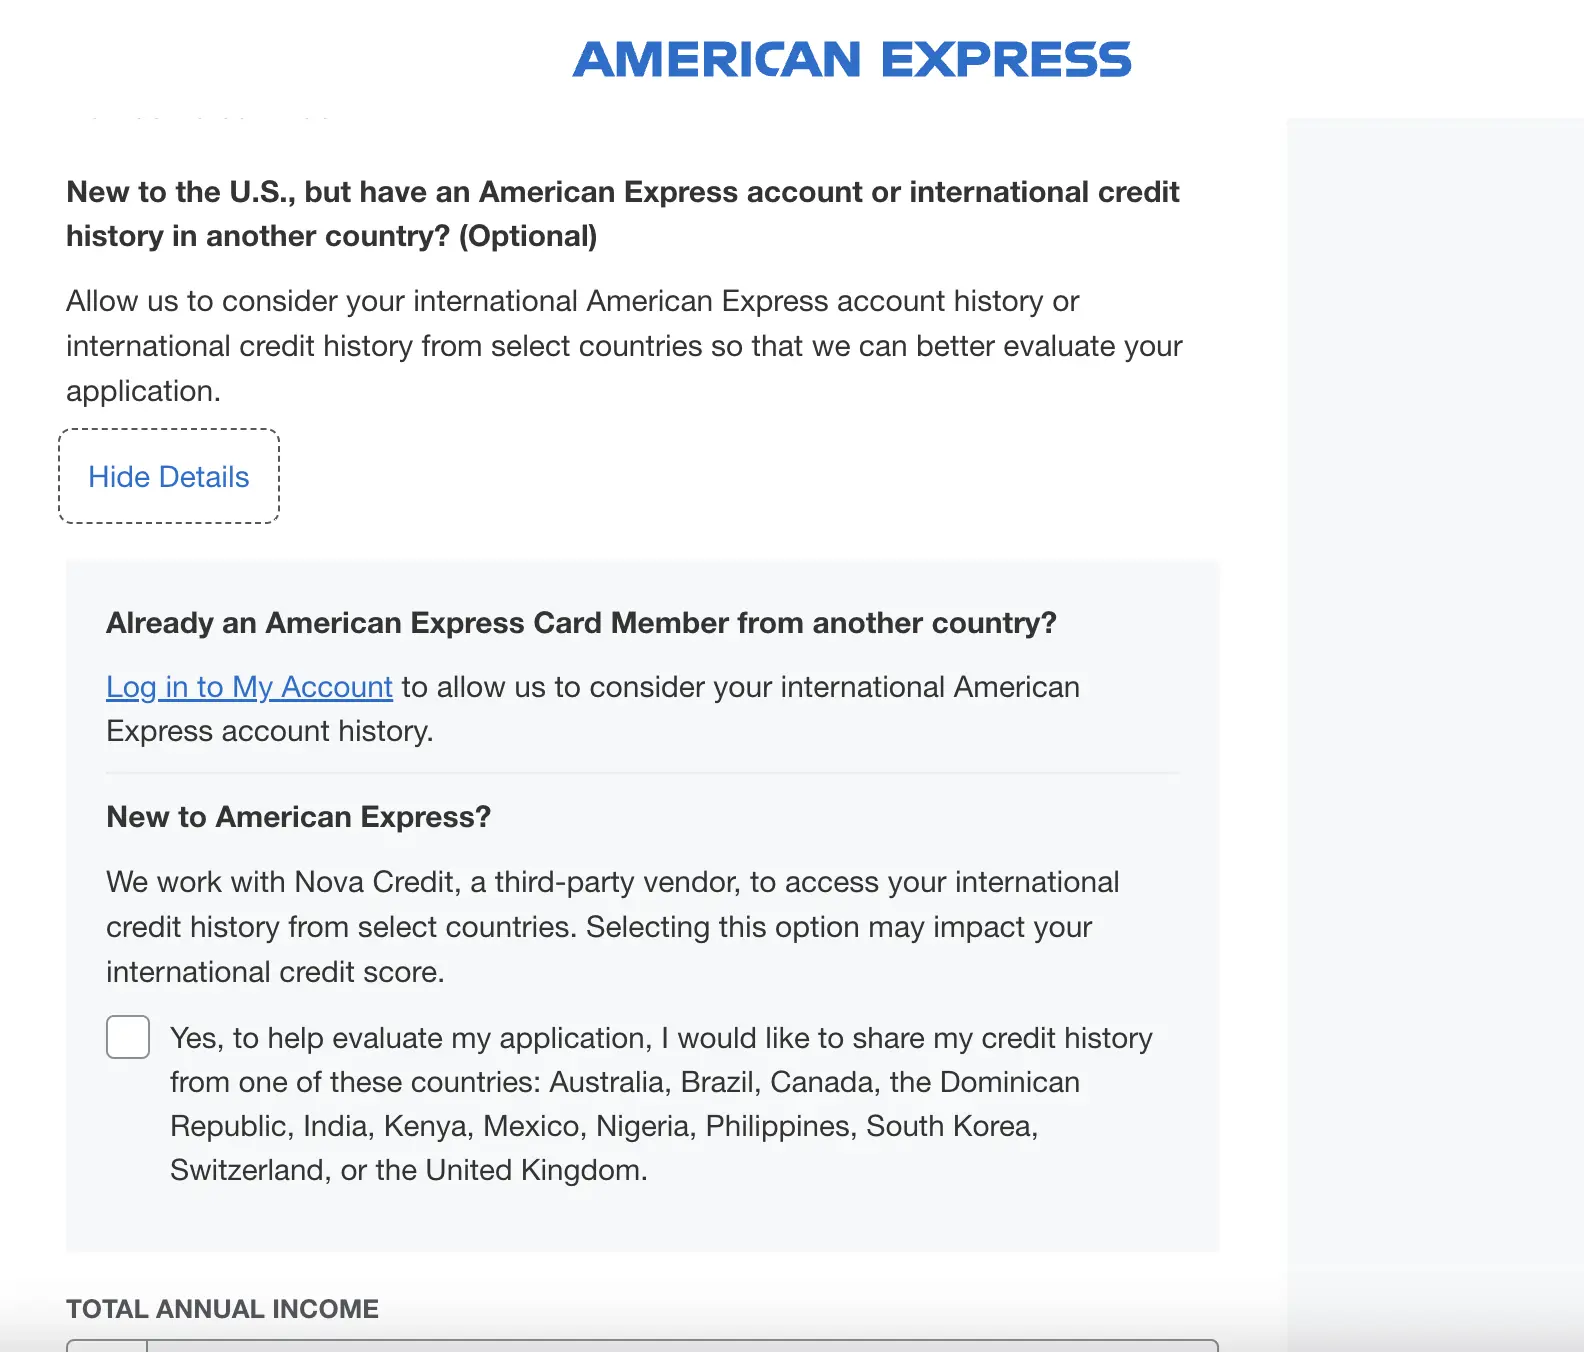 AMERICAN EXPRESS
New to the U.S., but have an American Express account or international credit
history in another country? (Optional)
Allow us to consider your international American Express account history or
international credit history from select countries so that we can better evaluate your
application.
Hide Details
Already an American Express Card Member from another country?
Log in to My Account to allow us to consider your international American
Express account history.
New to American Express?
We work with Nova Credit, a third-party vendor, to access your international
credit history from select countries. Selecting this option may impact your
international credit score.
Yes, to help evaluate my application, I would like to share my credit history
from one of these countries: Australia, Brazil, Canada, the Dominican
Republic, India, Kenya, Mexico, Nigeria, Philippines, South Korea,
Switzerland, or the United Kingdom.
TOTAL ANNUAL INCOME